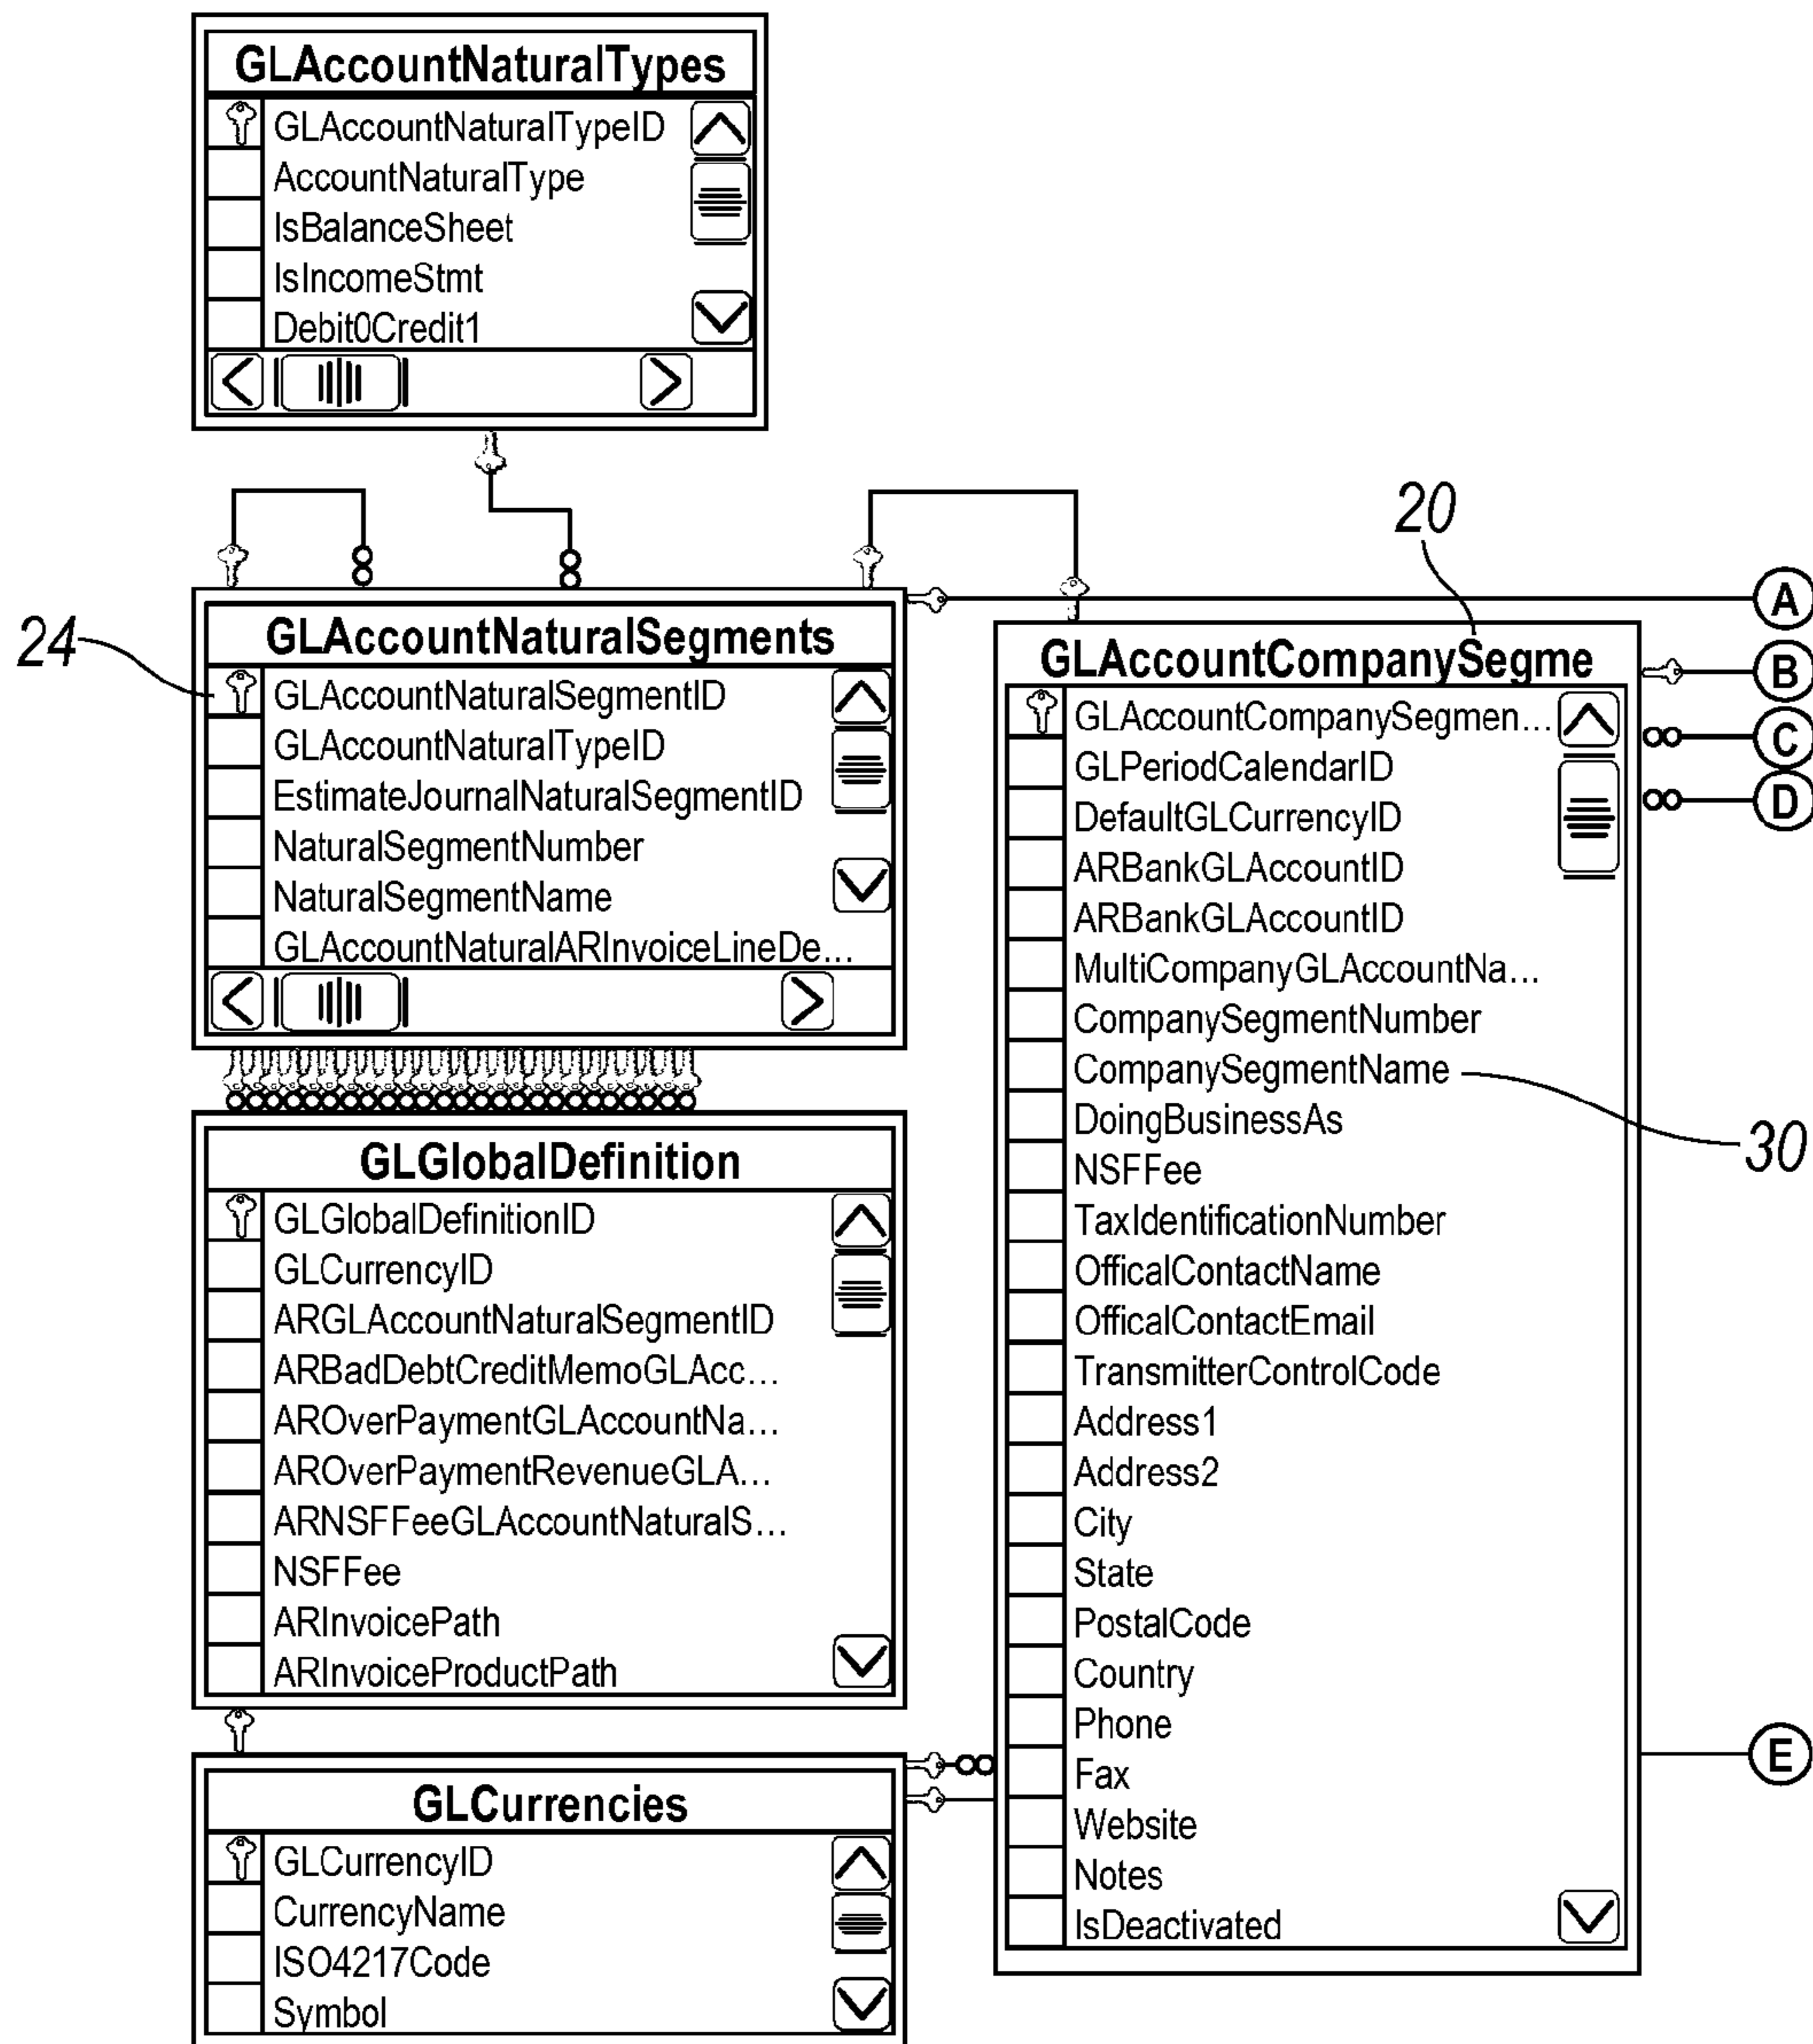 GLAccountNaturalTypes
GLAccountNaturalTypeID
AccountNaturalType
IsBalanceSheet
IsIncomeStmt
Debit0Credit1
24
GLAccountNaturalSegments
GLAccountNaturalSegmentID
GLAccountNaturalTypeID
EstimateJournalNaturalSegmentID
NaturalSegmentNumber
NaturalSegmentName
GLAccountNaturalARInvoiceLineDe...
GLGlobalDefinition
GLGlobalDefinitionID
GLCurrencyID
ARGLAccountNaturalSegmentID
ARBadDebtCreditMemoGLAcc...
AROverPaymentGLAccountNa...
AROverPaymentRevenueGLA...
ARNSFFeeGLAccountNaturalS...
NSFFee
ARInvoicePath
ARInvoiceProductPath
GLCurrencies
GLCurrencyID
CurrencyName
ISO4217Code
Symbol
20
GLAccountCompanySegme
GLAccountCompanySegmen...
GLPeriodCalendarID
DefaultGLCurrencyID
ARBankGLAccountID
ARBankGLAccountID
MultiCompanyGLAccountNa...
CompanySegmentNumber
CompanySegmentName
DoingBusinessAs
NSFFee
TaxIdentificationNumber
OfficalContactName
OfficalContactEmail
TransmitterControlCode
Address1
Address2
City
State
PostalCode
Country
Phone
Fax
Website
Notes
IsDeactivated
30
A
B
C
D
E